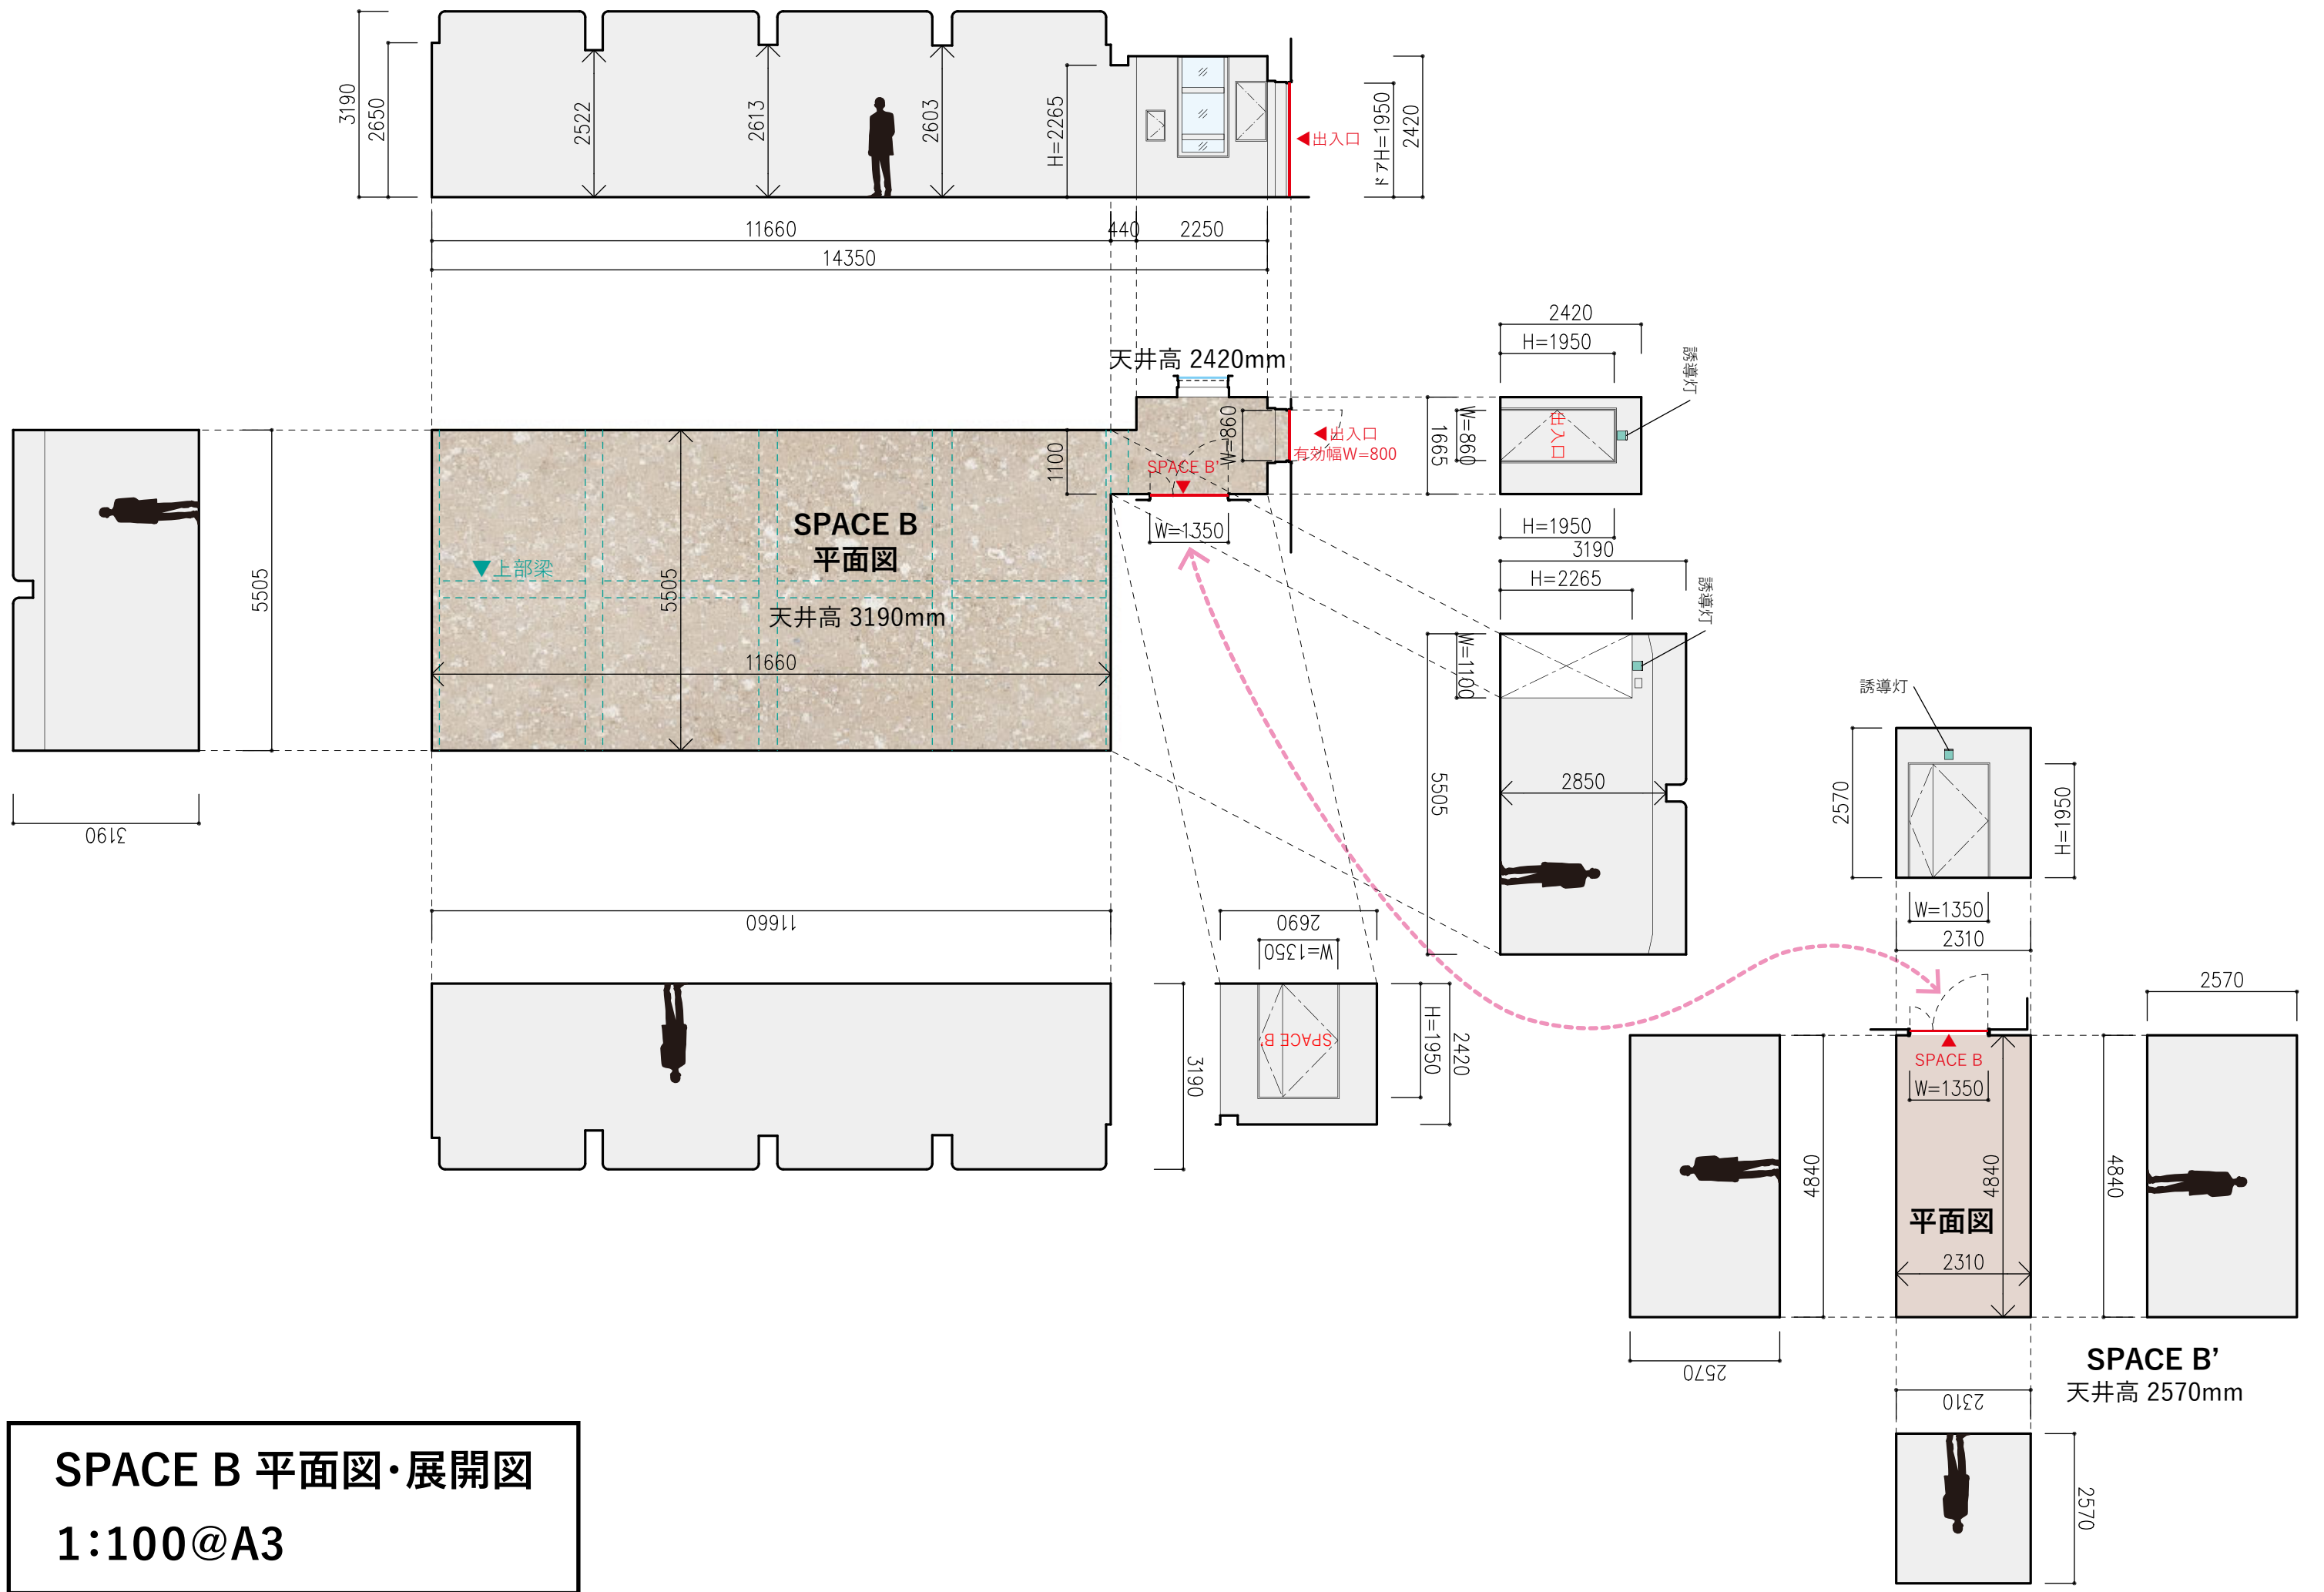 3190
2650
2522
2613
2603
H=2265
出入口
ドアH=1950
2420
11660
440
2250
14350
2420
H=1950
誘導灯
天井高 2420mm
W=860
出入口
有効幅W=800
1665
W=860
出入口
1100
SPACE B'
W=1350
H=1950
3190
H=2265
誘導灯
5505
SPACE B
平面図
上部梁
5505
天井高 3190mm
11660
W=1100
5505
2850
3190
誘導灯
2570
H=1950
W=1350
2310
11660
2690
W=1350
SPACE B'
H=1950
2420
3190
2570
SPACE B
W=1350
4840
4840
4840
平面図
2310
2570
SPACE B’
天井高 2570mm
2310
2570
SPACE B 平面図・展開図
1:100@A3